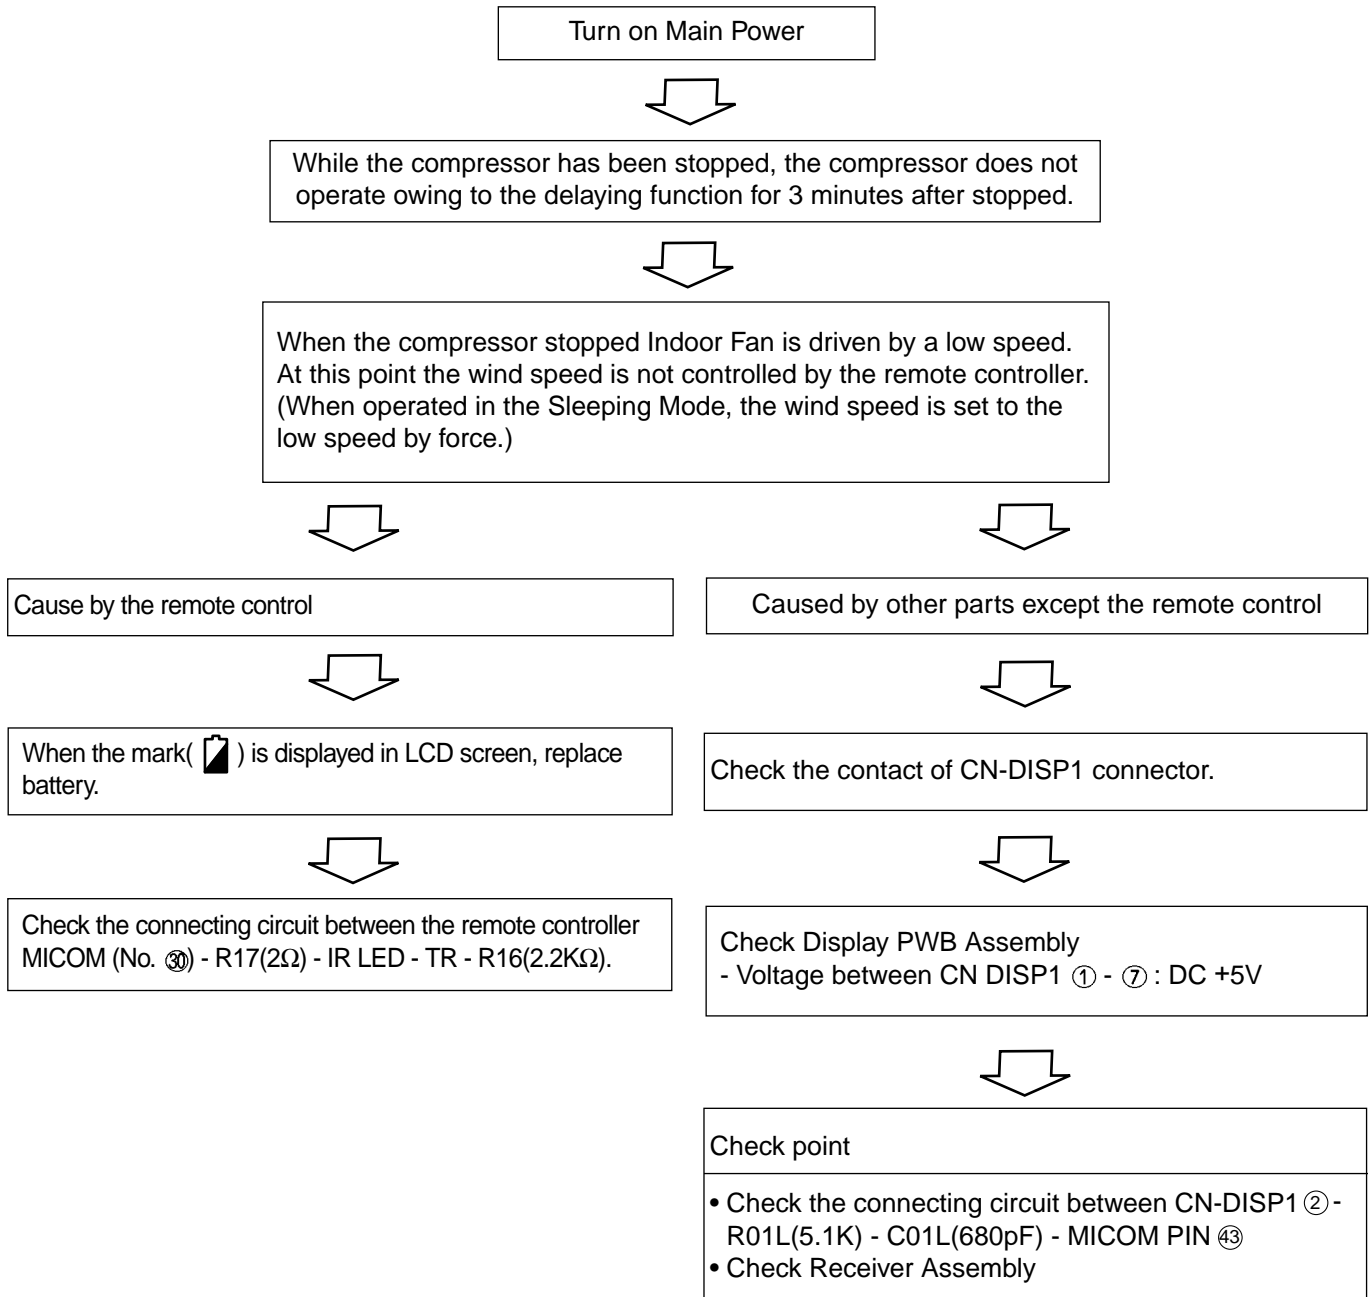 Turn on Main Power
While the compressor has been stopped, the compressor does not
operate owing to the delaying function for 3 minutes after stopped.
When the compressor stopped Indoor Fan is driven by a low speed.
At this point the wind speed is not controlled by the remote controller.
(When operated in the Sleeping Mode, the wind speed is set to the
low speed by force.)
Cause by the remote control
When the mark( ) is displayed in LCD screen, replace
battery.
Check the connecting circuit between the remote controller
MICOM (No. ㉚) - R17(2Ω) - IR LED - TR - R16(2.2KΩ).
Caused by other parts except the remote control
Check the contact of CN-DISP1 connector.
Check Display PWB Assembly
- Voltage between CN DISP1 ① - ⑦ : DC +5V
Check point
• Check the connecting circuit between CN-DISP1 ② -
R01L(5.1K) - C01L(680pF) - MICOM PIN ㊸
• Check Receiver Assembly